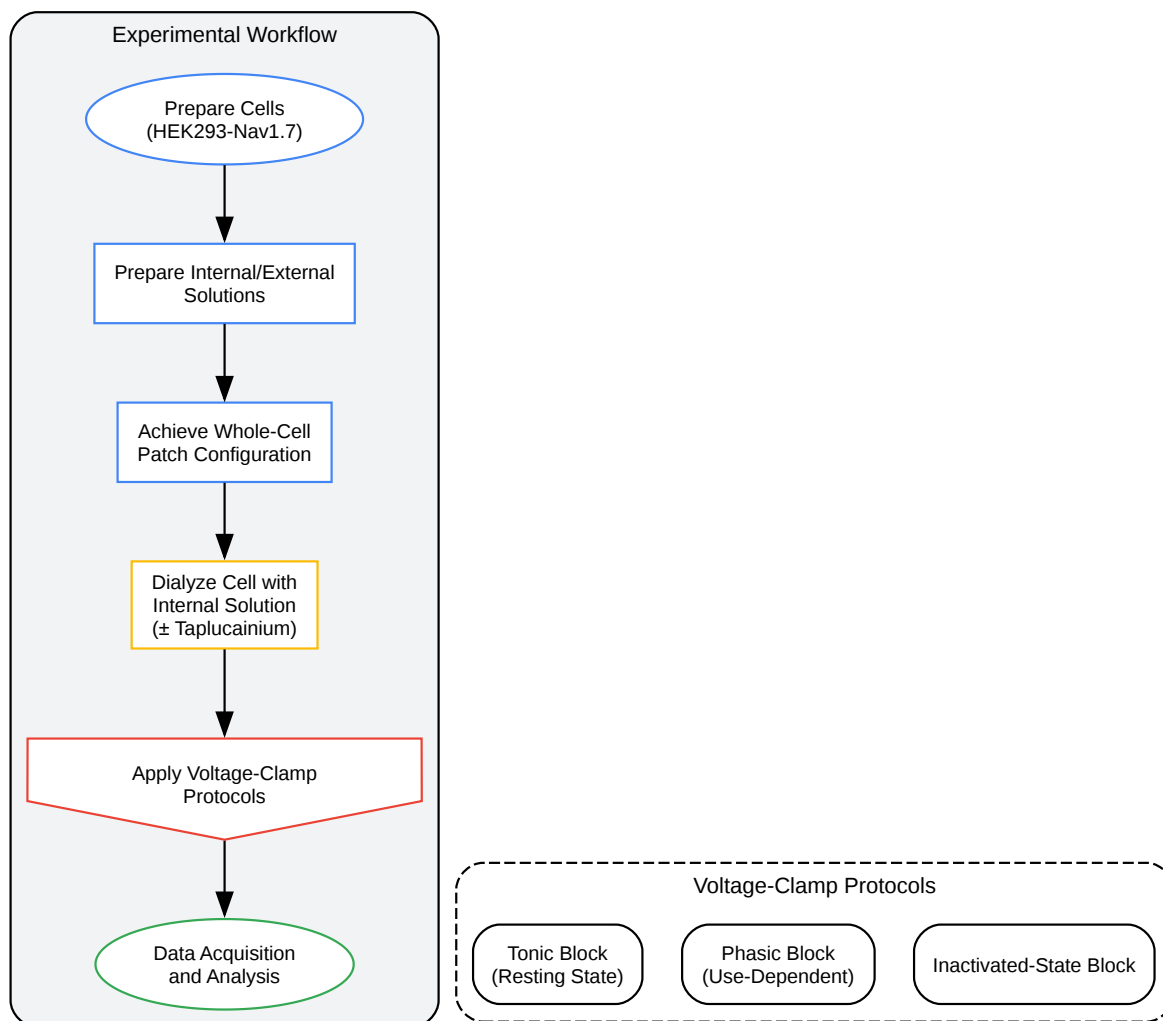 Experimental Workflow
Prepare Cells
(HEK293-Nav1.7)
Prepare Internal/External
Solutions
Achieve Whole-Cell
Patch Configuration
Dialyze Cell with
Internal Solution
(± Taplucainium)
Apply Voltage-Clamp
Protocols
Data Acquisition
and Analysis
Voltage-Clamp Protocols
Tonic Block
(Resting State)
Phasic Block
(Use-Dependent)
Inactivated-State Block